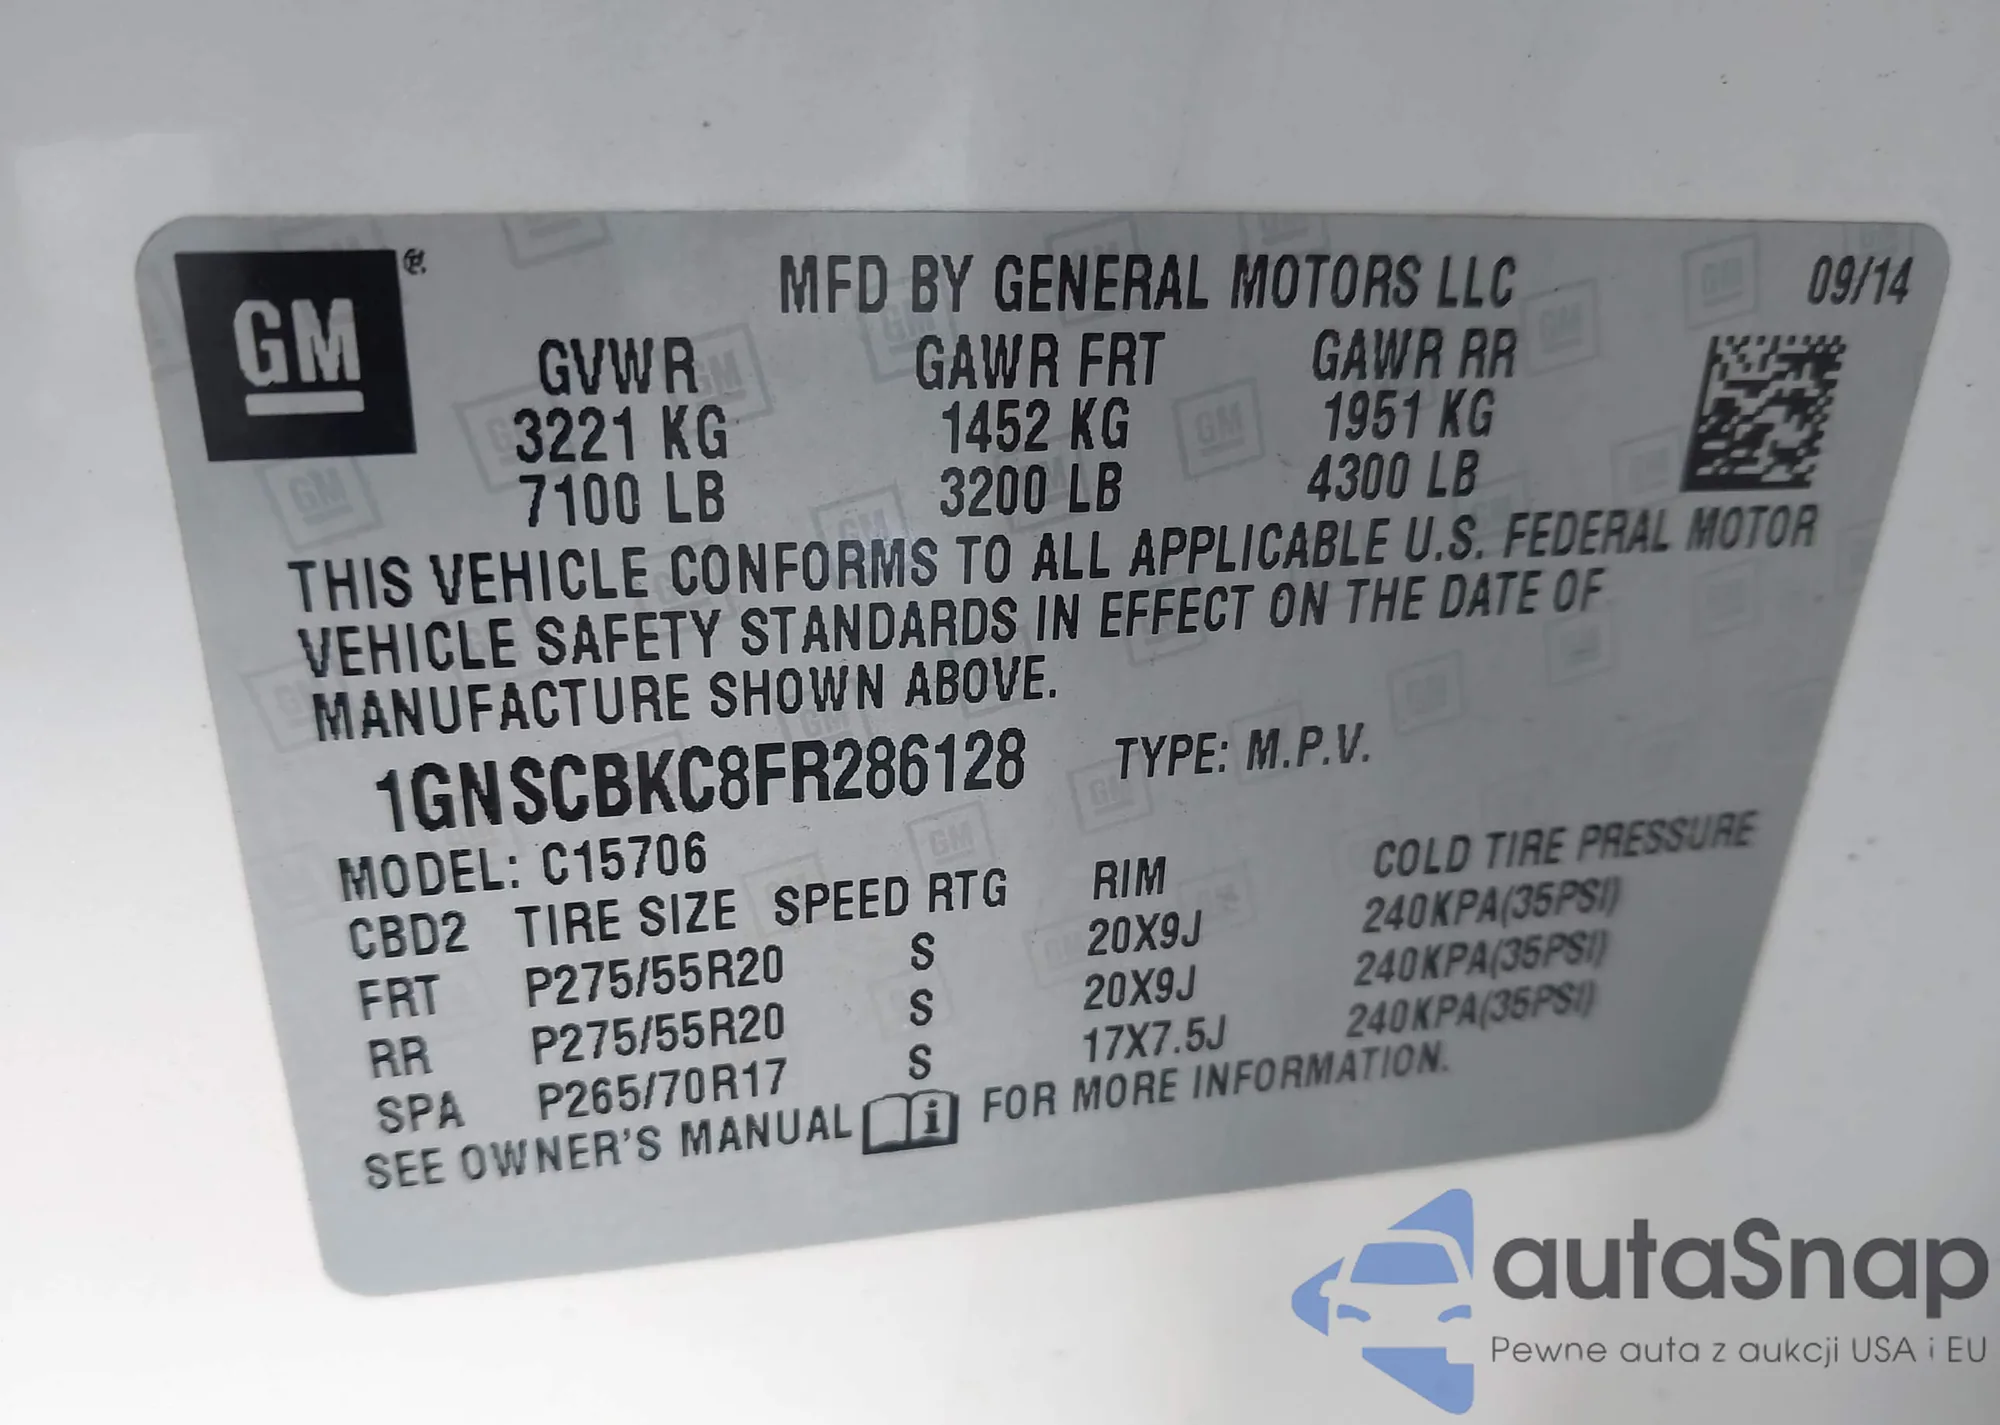 GM
MFD BY GENERAL MOTORS LLC 09/14
GVWR GAWR FRT GAWR RR
3221 KG 1452 KG 1951 KG
7100 LB 3200 LB 4300 LB
THIS VEHICLE CONFORMS TO ALL APPLICABLE U.S. FEDERAL MOTOR
VEHICLE SAFETY STANDARDS IN EFFECT ON THE DATE OF
MANUFACTURE SHOWN ABOVE.
1GNSCBKC8FR286128 TYPE: M.P.V.
MODEL: C15706
CBD2 TIRE SIZE SPEED RTG RIM COLD TIRE PRESSURE
FRT P275/55R20 S 20X9J 240KPA(35PSI)
RR P275/55R20 S 20X9J 240KPA(35PSI)
SPA P265/70R17 S 17X7.5J 240KPA(35PSI)
SEE OWNER'S MANUAL i FOR MORE INFORMATION.
autaSnap
Pewne auta z aukcji USA i EU